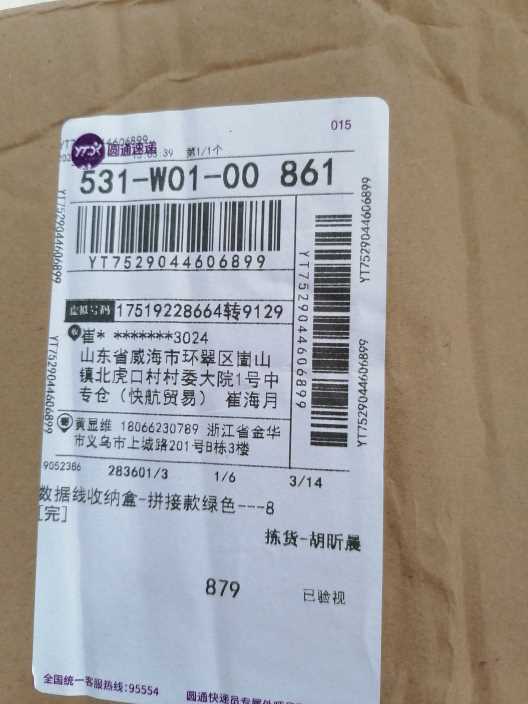 015
圆通速递
第1/1个
531-W01-00 861
YT7529044606899
YT7529044606899
YT7529044606899
YT7529044606899
YT7529044606899
YT7529044606899
虚拟号码 17519228664转9129
收 崔* *******3024
山东省威海市环翠区崮山
镇北虎口村村委大院1号中
专仓（快航贸易） 崔海月
黄显维 18066230789 浙江省金华
市义乌市上城路201号B栋3楼
9052386 283601/3 1/6 3/14
数据线收纳盒-拼接款绿色---8
[完]
拣货-胡昕晨
879
已验视
全国统一客服热线:95554
圆通快递员专属